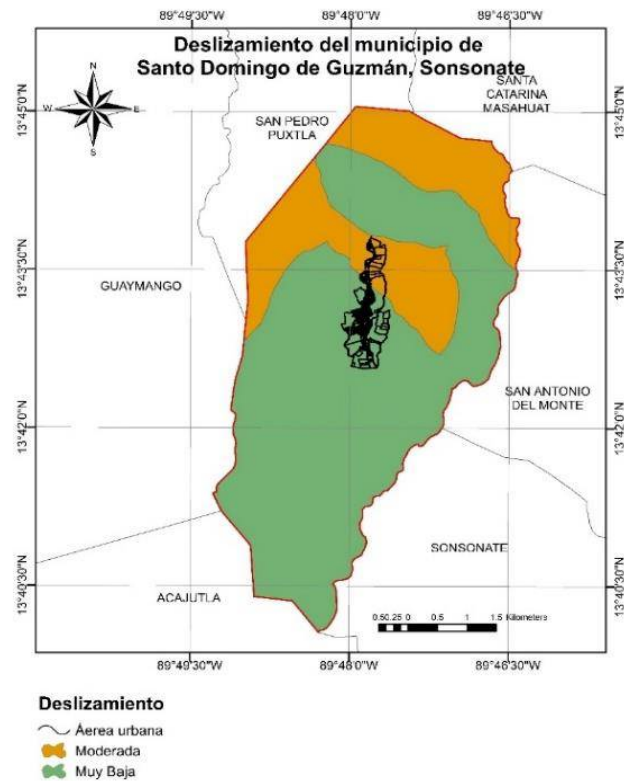 89°49'30"W 89°48'0"W 89°46'30"W
Deslizamiento del municipio de
Santo Domingo de Guzmán, Sonsonate
N
W E
S
SANTA
CATARINA
MASAHUAT
SAN PEDRO
PUXTLA
13°45'0"N 13°45'0"N
13°43'30"N 13°43'30"N
GUAYMANGO
SAN ANTONIO
DEL MONTE
13°42'0"N 13°42'0"N
SONSONATE
13°40'30"N 13°40'30"N
ACAJUTLA
0.50.25 0 0.5 1 1.5 Kilometers
89°49'30"W 89°48'0"W 89°46'30"W
Deslizamiento
Áerea urbana
Moderada
Muy Baja